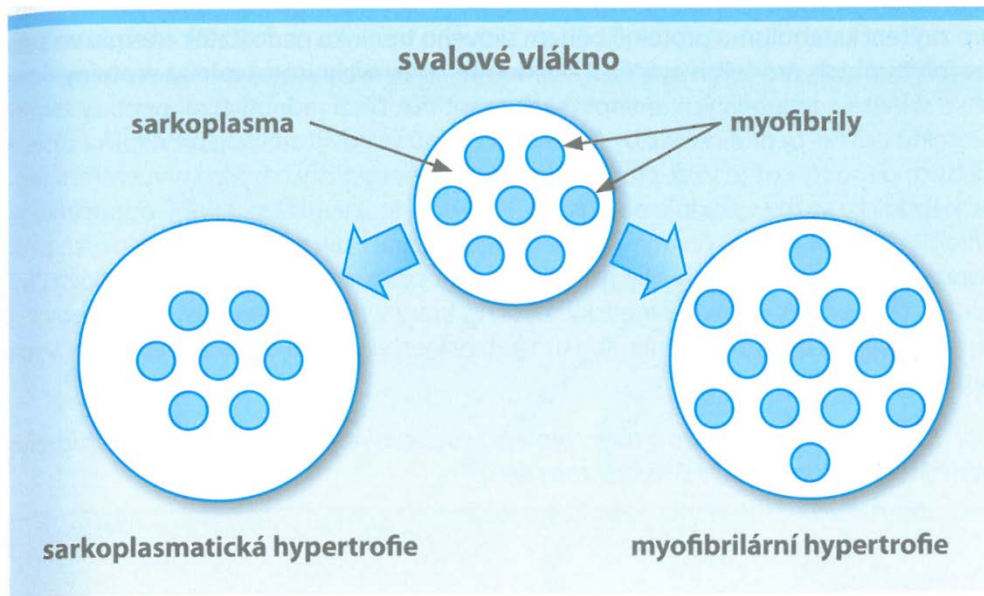 svalové vlákno
sarkoplasma
myofibrily
sarkoplasmatická hypertrofie
myofibrilární hypertrofie